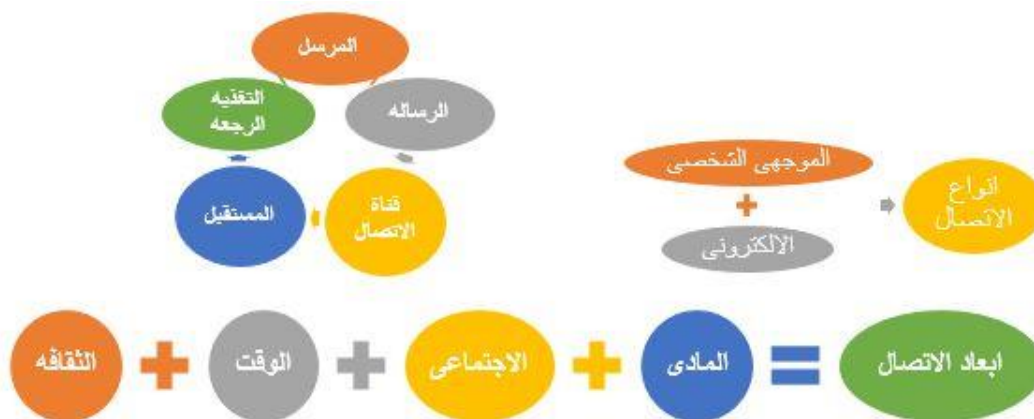 المرسل
الرساله
قناة
الاتصال
المستقبل
التغذيه
الرجعه
الموجهى الشخصى
+
الالكترونى
انواع
الاتصال
الثقافه + الوقت + الاجتماعى + المادى = ابعاد الاتصال